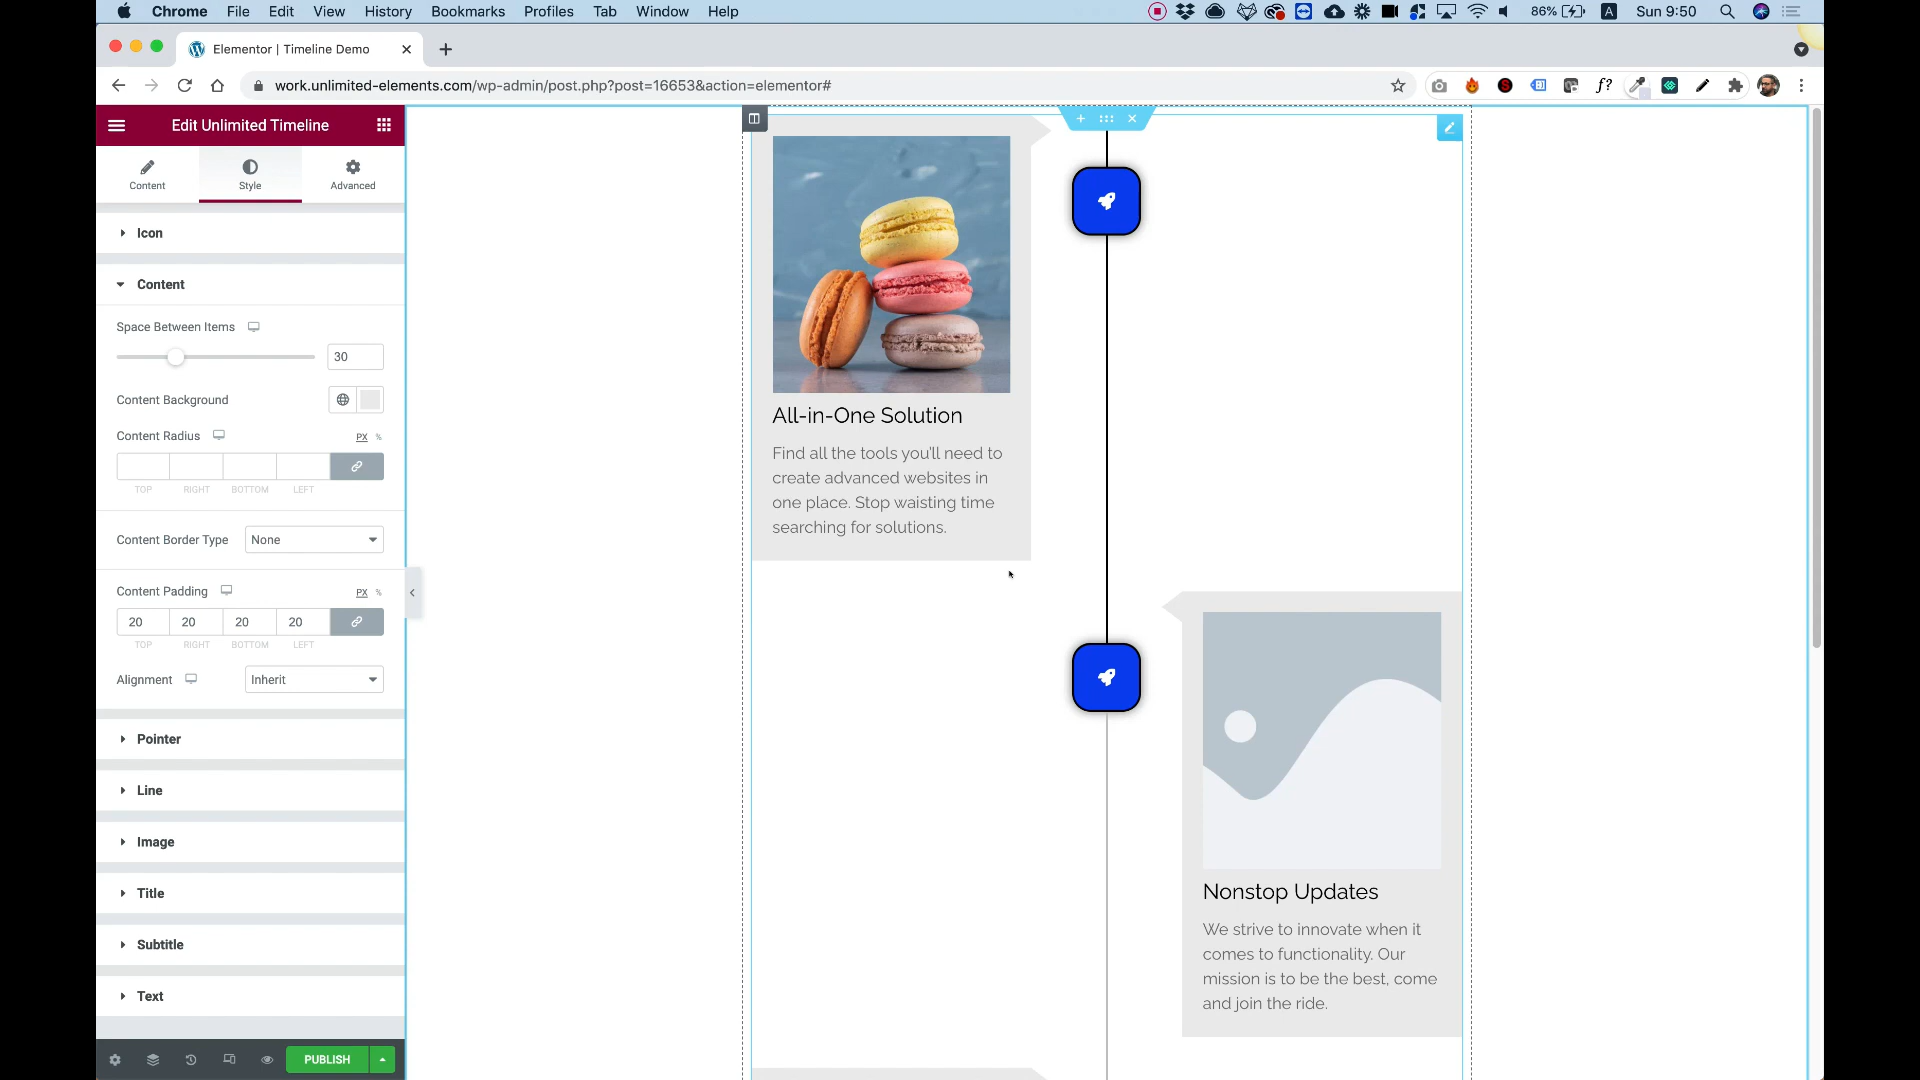 Chrome File Edit View History Bookmarks Profiles Tab Window Help
86% A Sun 9:50
Elementor | Timeline Demo
work.unlimited-elements.com/wp-admin/post.php?post=16653&action=elementor#
f?
Edit Unlimited Timeline
Content Style Advanced
Icon
Content
Space Between Items
30
Content Background
Content Radius PX %
TOP RIGHT BOTTOM LEFT
Content Border Type None
Content Padding PX %
20 20 20 20
TOP RIGHT BOTTOM LEFT
Alignment Inherit
Pointer
Line
Image
Title
Subtitle
Text
PUBLISH
All-in-One Solution
Find all the tools you'll need to
create advanced websites in
one place. Stop waisting time
searching for solutions.
Nonstop Updates
We strive to innovate when it
comes to functionality. Our
mission is to be the best, come
and join the ride.